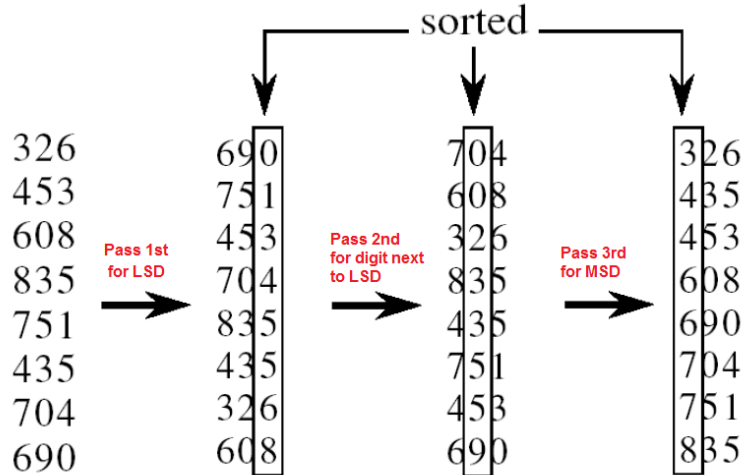 sorted
326 690 704 326
453 751 608 435
608 453 326 453
835 704 835 608
751 835 435 690
435 435 751 704
704 326 453 751
690 608 690 835
Pass 1st
for LSD
Pass 2nd
for digit next
to LSD
Pass 3rd
for MSD